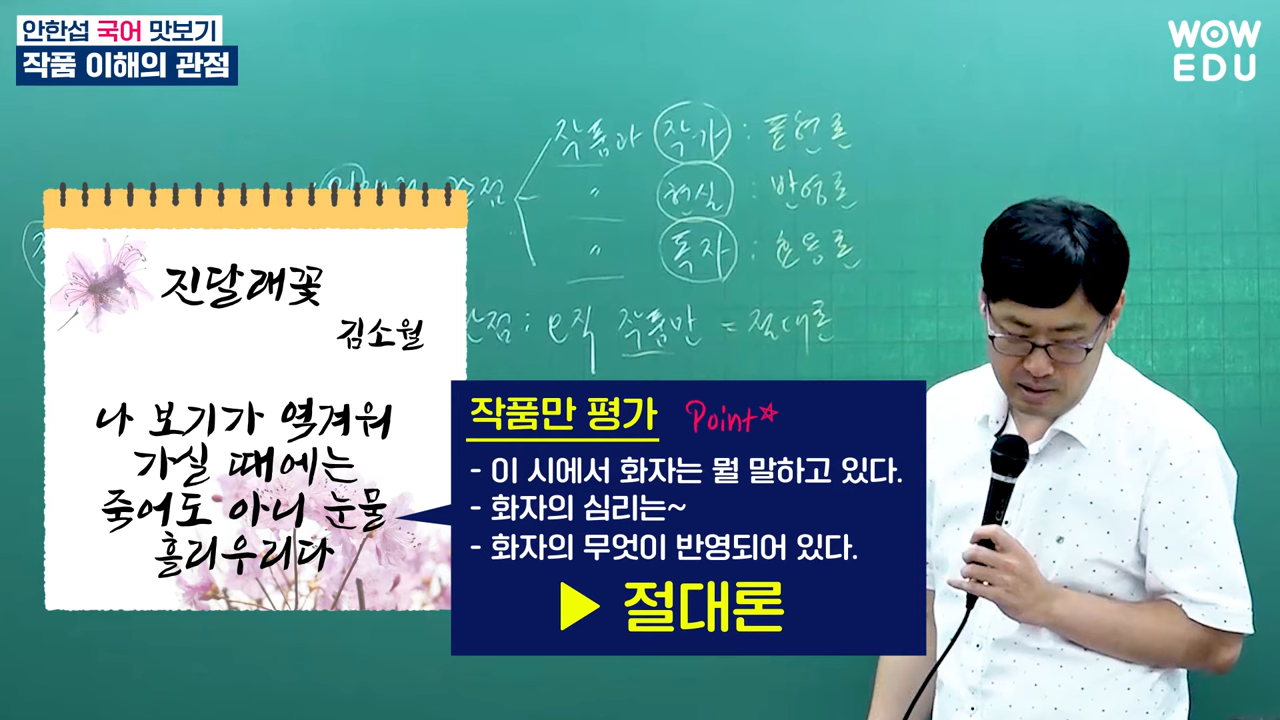 안한섭 국어 맛보기
작품 이해의 관점
WOW
EDU
작품과 작가 : 표현론
관점 〃 현실 : 반영론
〃 독자 : 효용론
관점 : 오직 작품만 = 절대론
진달래꽃
김소월
나 보기가 역겨워
가실 때에는
죽어도 아니 눈물
흘리우리다
작품만 평가 Point
- 이 시에서 화자는 뭘 말하고 있다.
- 화자의 심리는~
- 화자의 무엇이 반영되어 있다.
▶ 절대론